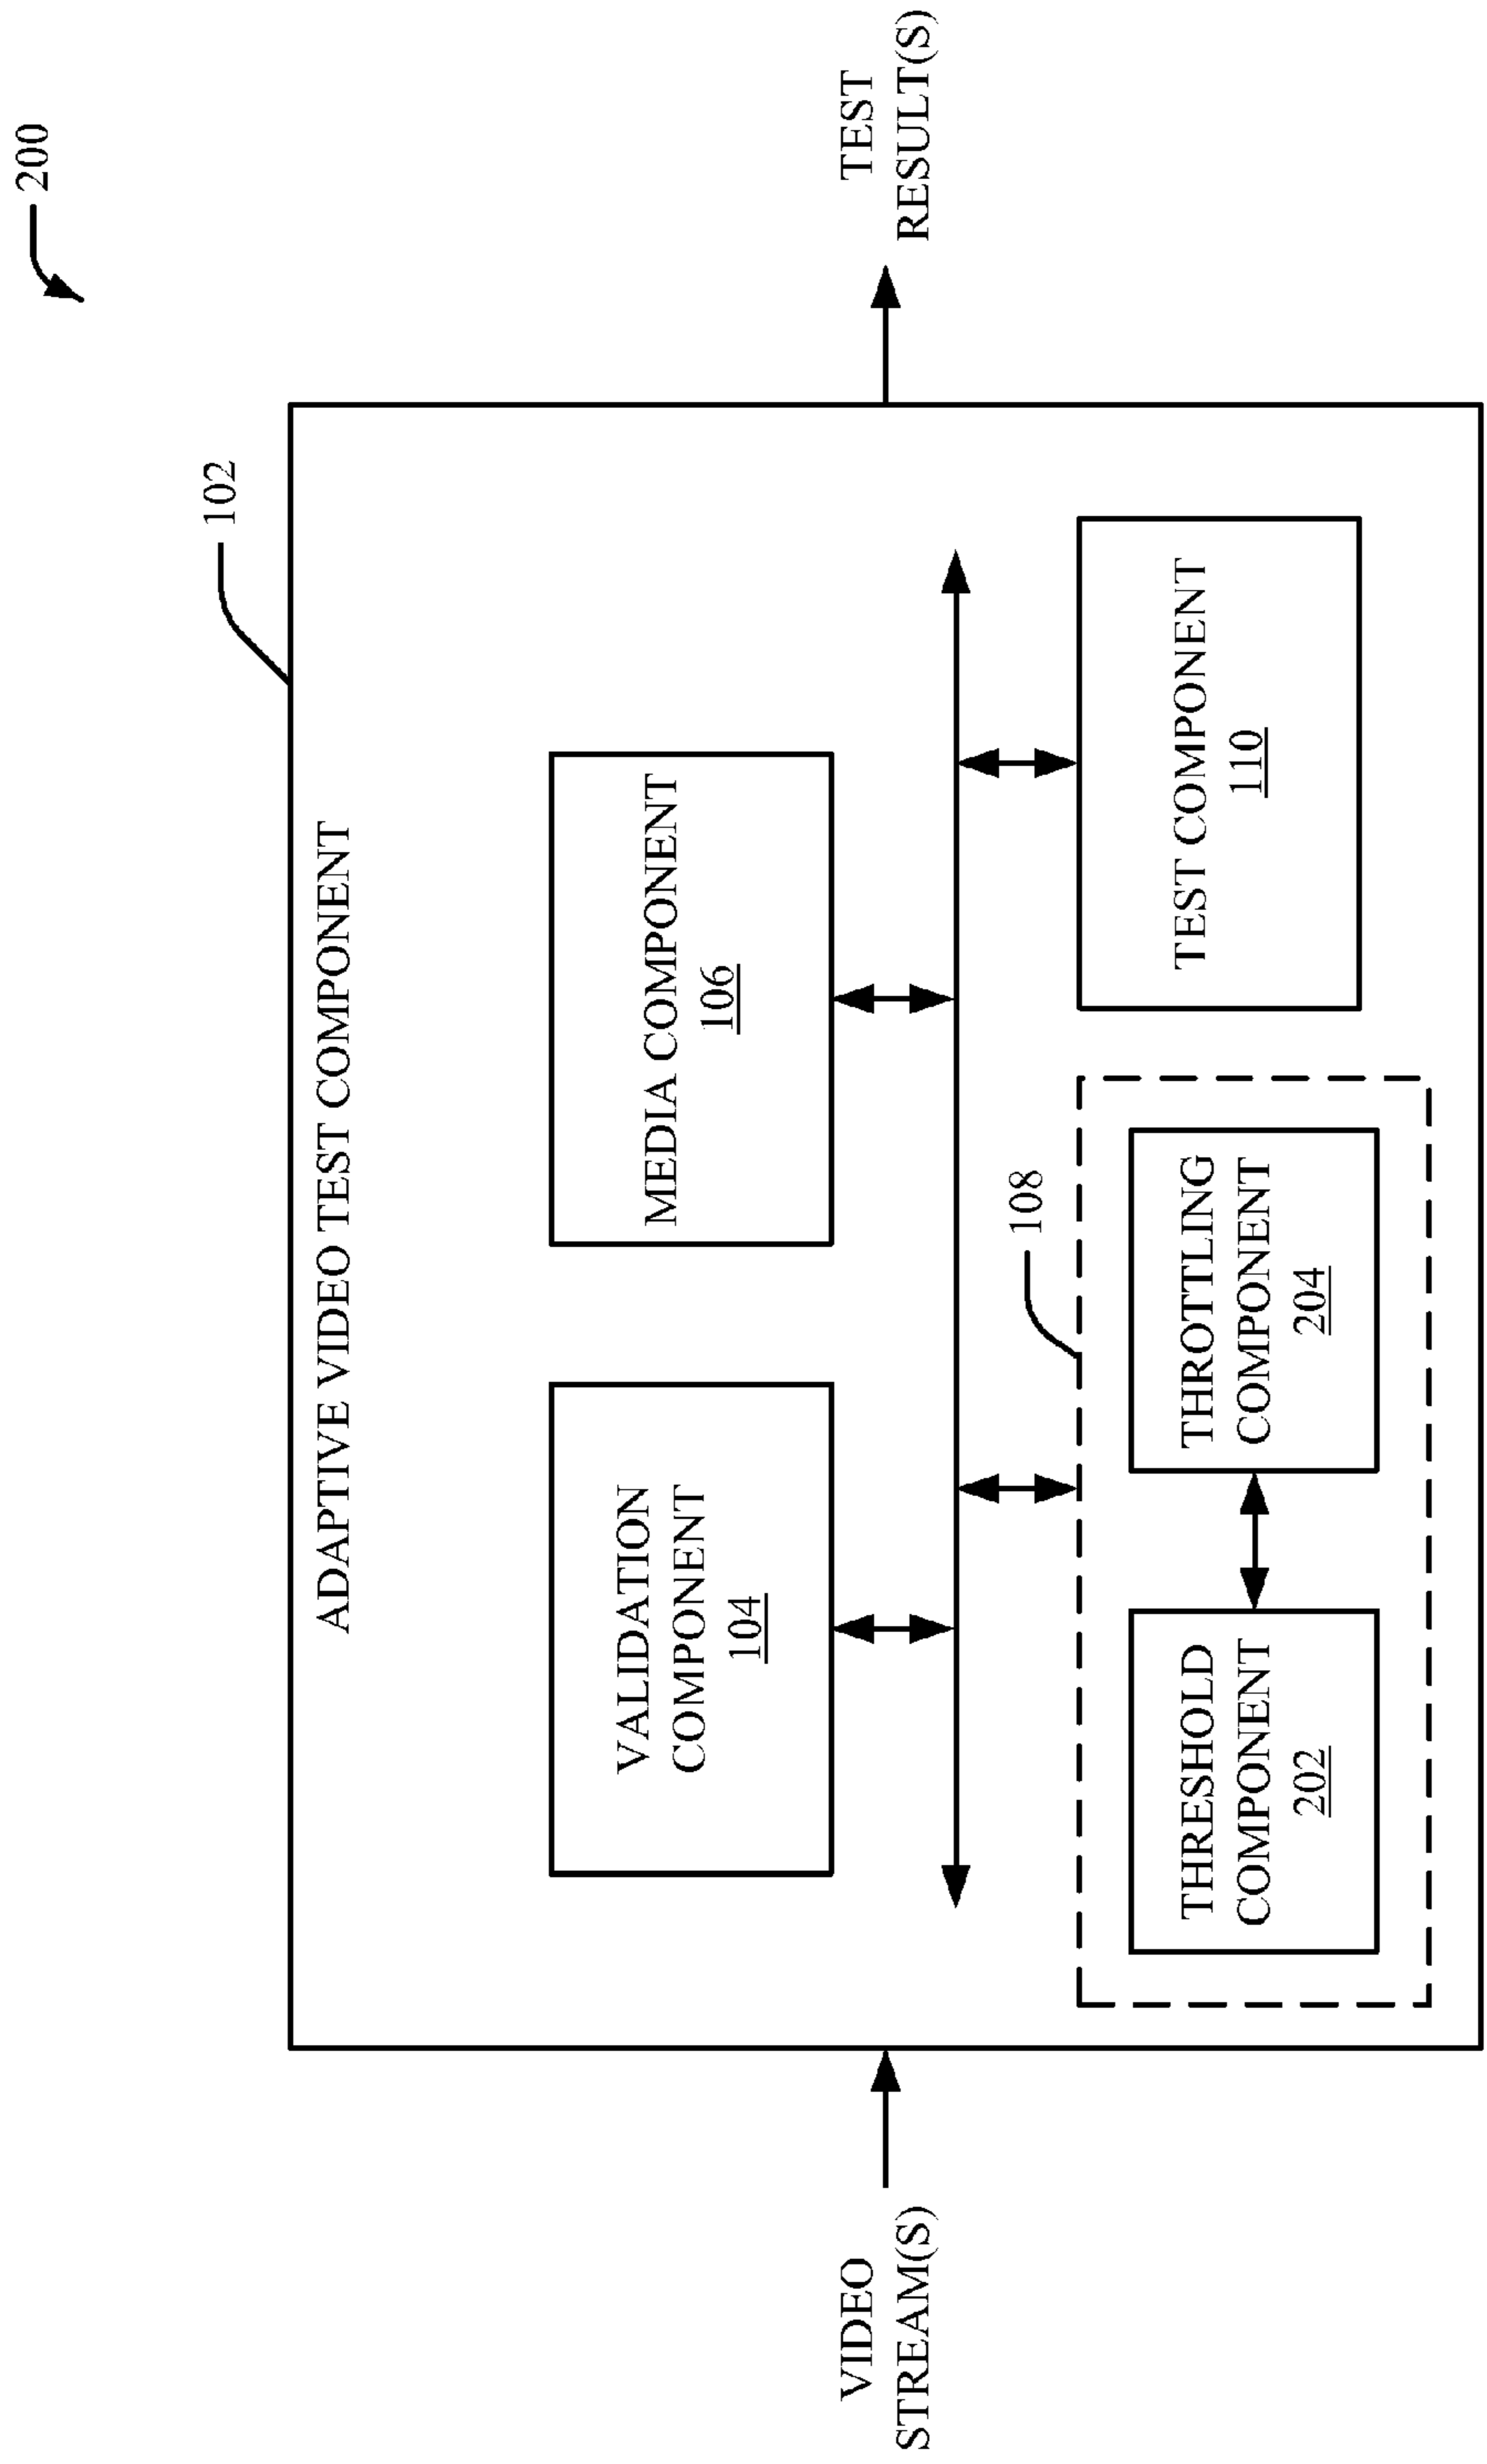 200
102
ADAPTIVE VIDEO TEST COMPONENT
VALIDATION
COMPONENT
104
MEDIA COMPONENT
106
VIDEO
STREAM(S)
TEST
RESULT(S)
108
THRESHOLD
COMPONENT
202
THROTTLING
COMPONENT
204
TEST COMPONENT
110